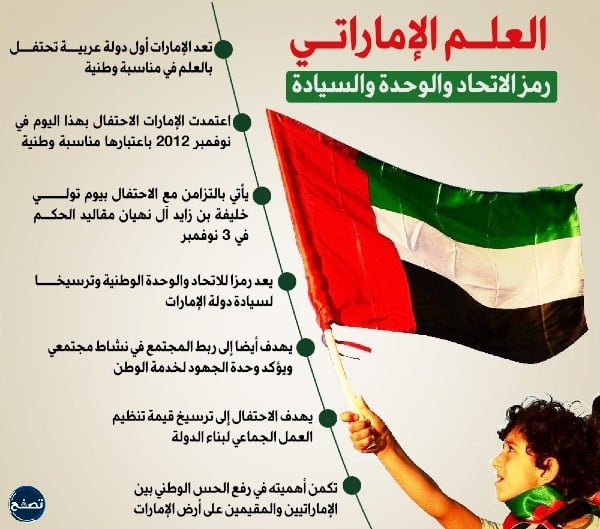 العلم الإماراتي
رمز الاتحاد والوحدة والسيادة
تعد الإمارات أول دولة عربية تحتفل
بالعلم في مناسبة وطنية
اعتمدت الإمارات الاحتفال بهذا اليوم في
نوفمبر 2012 باعتبارها مناسبة وطنية
يأتي بالتزامن مع الاحتفال بيوم تولي
خليفة بن زايد آل نهيان مقاليد الحكم
في 3 نوفمبر
يعد رمزا للاتحاد والوحدة الوطنية وترسيخا
لسيادة دولة الإمارات
يهدف أيضا إلى ربط المجتمع في نشاط مجتمعي
ويؤكد وحدة الجهود لخدمة الوطن
يهدف الاحتفال إلى ترسيخ قيمة تنظيم
العمل الجماعي لبناء الدولة
تكمن أهميته في رفع الحس الوطني بين
الإماراتيين والمقيمين على أرض الإمارات
تصفح